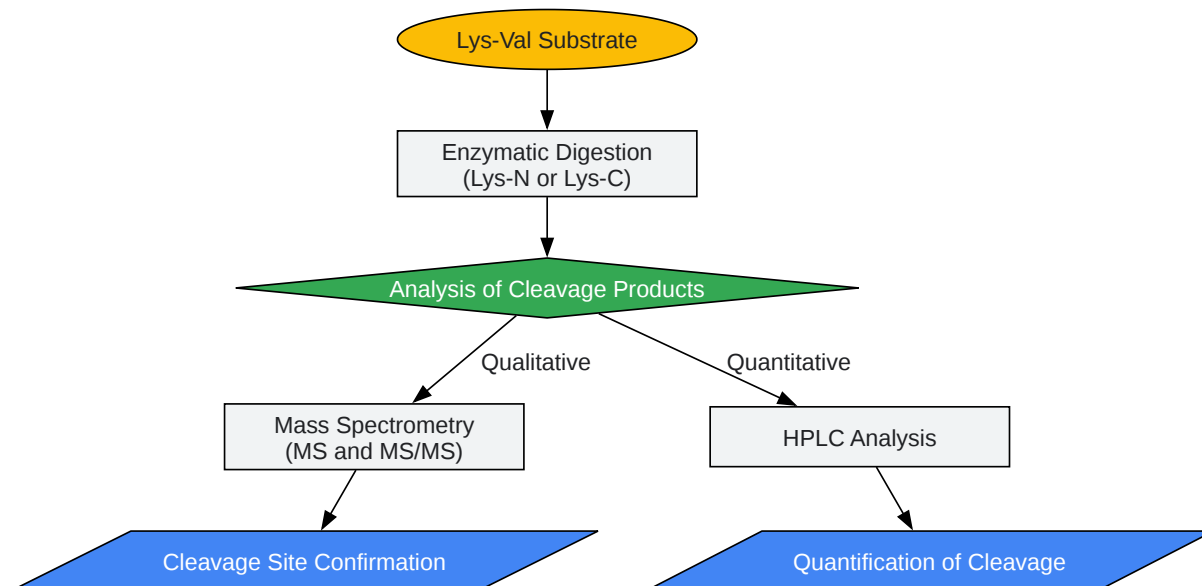 Lys-Val Substrate
Enzymatic Digestion
(Lys-N or Lys-C)
Analysis of Cleavage Products
Qualitative
Quantitative
Mass Spectrometry
(MS and MS/MS)
HPLC Analysis
Cleavage Site Confirmation
Quantification of Cleavage